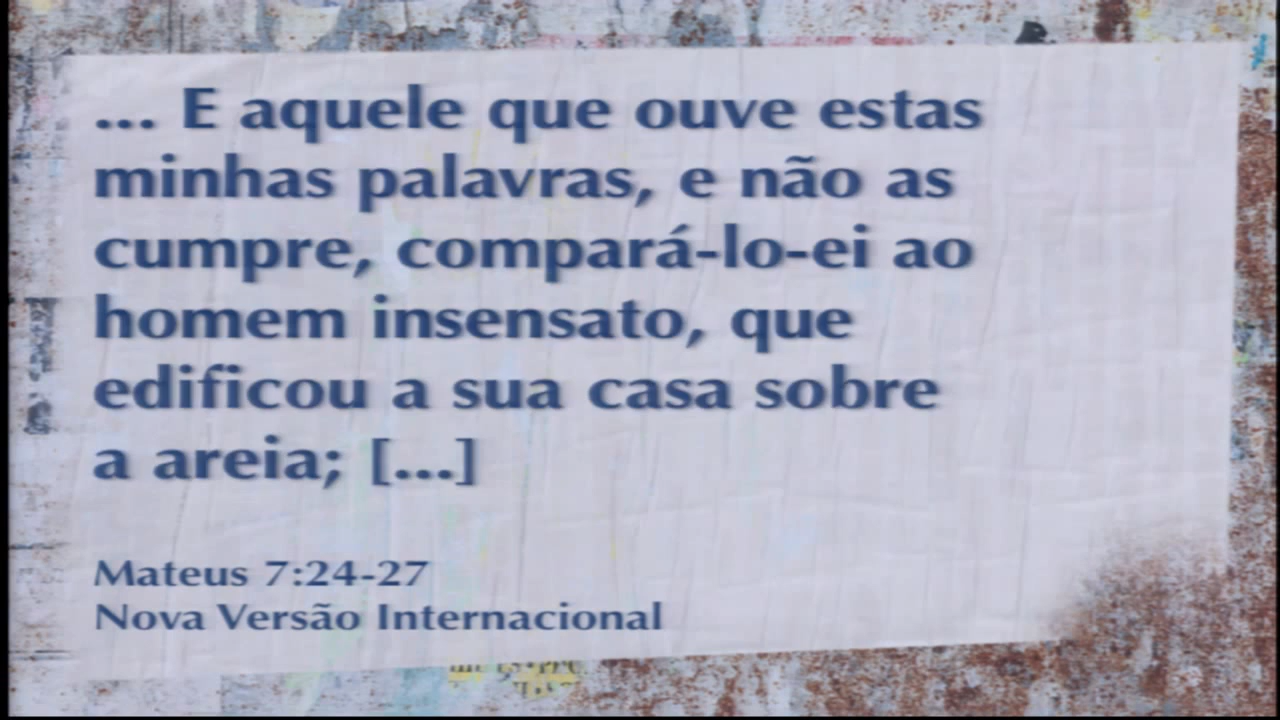 ... E aquele que ouve estas
minhas palavras, e não as
cumpre, compará-lo-ei ao
homem insensato, que
edificou a sua casa sobre
a areia; [...]
Mateus 7:24-27
Nova Versão Internacional